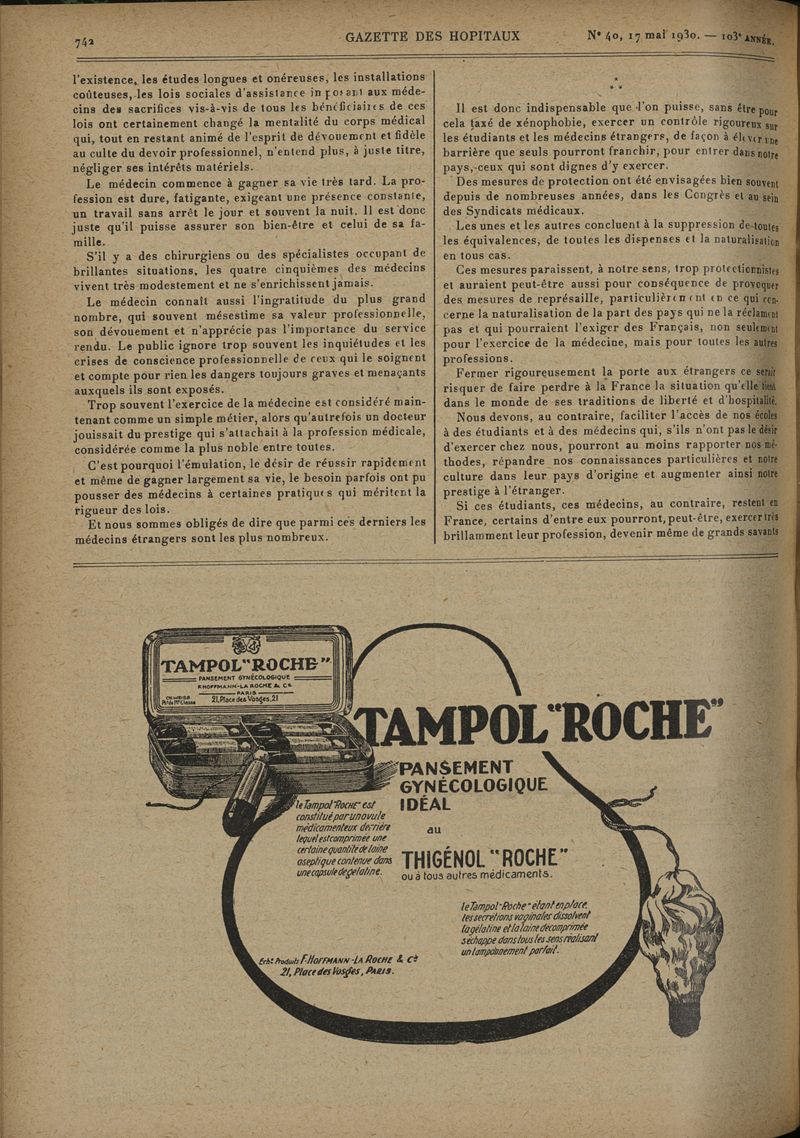 742
GAZETTE DES HOPITAUX
N° 40, 17 mai 1930. — 103e ANNÉE.
l'existence, les études longues et onéreuses, les installations
coûteuses, les lois sociales d'assistance imposant aux méde-
cins des sacrifices vis-à-vis de tous les bénéficiaires de ces
lois ont certainement changé la mentalité du corps médical
qui, tout en restant animé de l'esprit de dévouement et fidèle
au culte du devoir professionnel, n'entend plus, à juste titre,
négliger ses intérêts matériels.
Le médecin commence à gagner sa vie très tard. La pro-
fession est dure, fatigante, exigeant une présence constante,
un travail sans arrêt le jour et souvent la nuit. Il est donc
juste qu'il puisse assurer son bien-être et celui de sa fa-
mille.
S'il y a des chirurgiens ou des spécialistes occupant de
brillantes situations, les quatre cinquièmes des médecins
vivent très modestement et ne s'enrichissent jamais.
Le médecin connaît aussi l'ingratitude du plus grand
nombre, qui souvent mésestime sa valeur professionnelle,
son dévouement et n'apprécie pas l'importance du service
rendu. Le public ignore trop souvent les inquiétudes et les
crises de conscience professionnelle de ceux qui le soignent
et compte pour rien les dangers toujours graves et menaçants
auxquels ils sont exposés.
Trop souvent l'exercice de la médecine est considéré main-
tenant comme un simple métier, alors qu'autrefois un docteur
jouissait du prestige qui s'attachait à la profession médicale,
considérée comme la plus noble entre toutes.
C'est pourquoi l'émulation, le désir de réussir rapidement
et même de gagner largement sa vie, le besoin parfois ont pu
pousser des médecins à certaines pratiques qui méritent la
rigueur des lois.
Et nous sommes obligés de dire que parmi ces derniers les
médecins étrangers sont les plus nombreux.
*
* *
Il est donc indispensable que l'on puisse, sans être pour
cela taxé de xénophobie, exercer un contrôle rigoureux sur
les étudiants et les médecins étrangers, de façon à élever une
barrière que seuls pourront franchir, pour entrer dans notre
pays, ceux qui sont dignes d'y exercer.
Des mesures de protection ont été envisagées bien souvent
depuis de nombreuses années, dans les Congrès et au sein
des Syndicats médicaux.
Les unes et les autres concluent à la suppression de toutes
les équivalences, de toutes les dispenses et la naturalisation
en tous cas.
Ces mesures paraissent, à notre sens, trop protectionnistes
et auraient peut-être aussi pour conséquence de provoquer
des mesures de représaille, particulièrement en ce qui con-
cerne la naturalisation de la part des pays qui ne la réclament
pas et qui pourraient l'exiger des Français, non seulement
pour l'exercice de la médecine, mais pour toutes les autres
professions.
Fermer rigoureusement la porte aux étrangers ce serait
risquer de faire perdre à la France la situation qu'elle tient
dans le monde de ses traditions de liberté et d'hospitalité.
Nous devons, au contraire, faciliter l'accès de nos écoles
à des étudiants et à des médecins qui, s'ils n'ont pas le désir
d'exercer chez nous, pourront au moins rapporter nos mé-
thodes, répandre nos connaissances particulières et notre
culture dans leur pays d'origine et augmenter ainsi notre
prestige à l'étranger.
Si ces étudiants, ces médecins, au contraire, restent en
France, certains d'entre eux pourront, peut-être, exercer très
brillamment leur profession, devenir même de grands savants
TAMPOL "ROCHE"
PANSEMENT GYNÉCOLOGIQUE
F. HOFFMANN-LA ROCHE & Cie
PARIS
21, Place des Vosges, 21
TAMPOL "ROCHE"
PANSEMENT
GYNÉCOLOGIQUE
IDÉAL
au
THIGÉNOL "ROCHE"
ou à tous autres médicaments.
le Tampol "ROCHE" est
constitué par un ovule
médicamenteux derrière
lequel est comprimée une
certaine quantité de laine
aseptique contenue dans
une capsule de gélatine.
le Tampol "Roche" étant en place,
les secrétions vaginales dissolvent
la gélatine et la laine décomprimée
s'échappe dans tous les sens réalisant
un tamponnement parfait.
Ech: Produits F. HOFFMANN-LA ROCHE & Cie
21, Place des Vosges, PARIS.